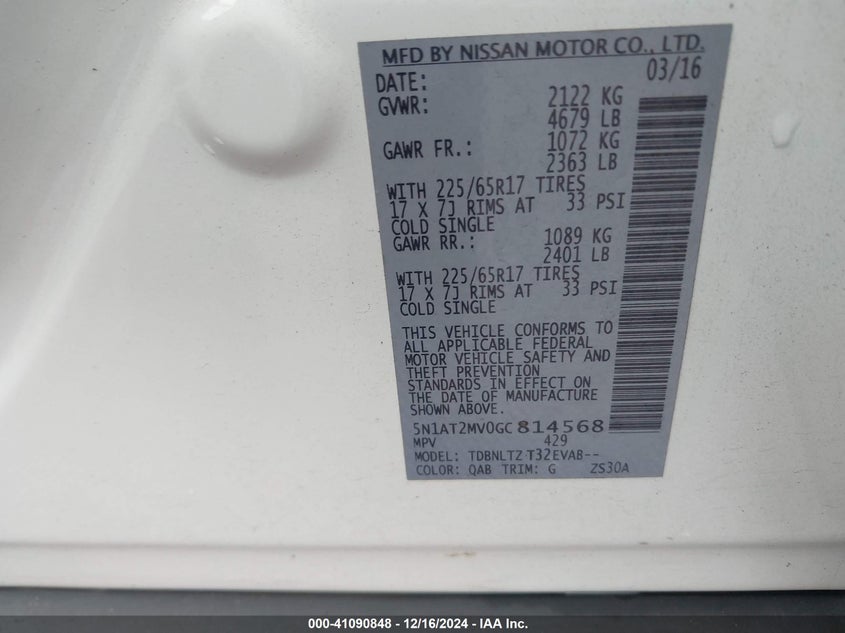 MFD BY NISSAN MOTOR CO., LTD.
DATE: 03/16
GVWR: 2122 KG
4679 LB
GAWR FR.: 1072 KG
2363 LB
WITH 225/65R17 TIRES
17 X 7J RIMS AT 33 PSI
COLD SINGLE
GAWR RR.: 1089 KG
2401 LB
WITH 225/65R17 TIRES
17 X 7J RIMS AT 33 PSI
COLD SINGLE
THIS VEHICLE CONFORMS TO
ALL APPLICABLE FEDERAL
MOTOR VEHICLE SAFETY AND
THEFT PREVENTION
STANDARDS IN EFFECT ON
THE DATE OF MANUFACTURE
SHOWN ABOVE.
5N1AT2MV0GC814568
MPV 429
MODEL: TDBNLTZ-T32EVAB--
COLOR: QAB TRIM: G ZS30A
000-41090848 - 12/16/2024 - IAA Inc.